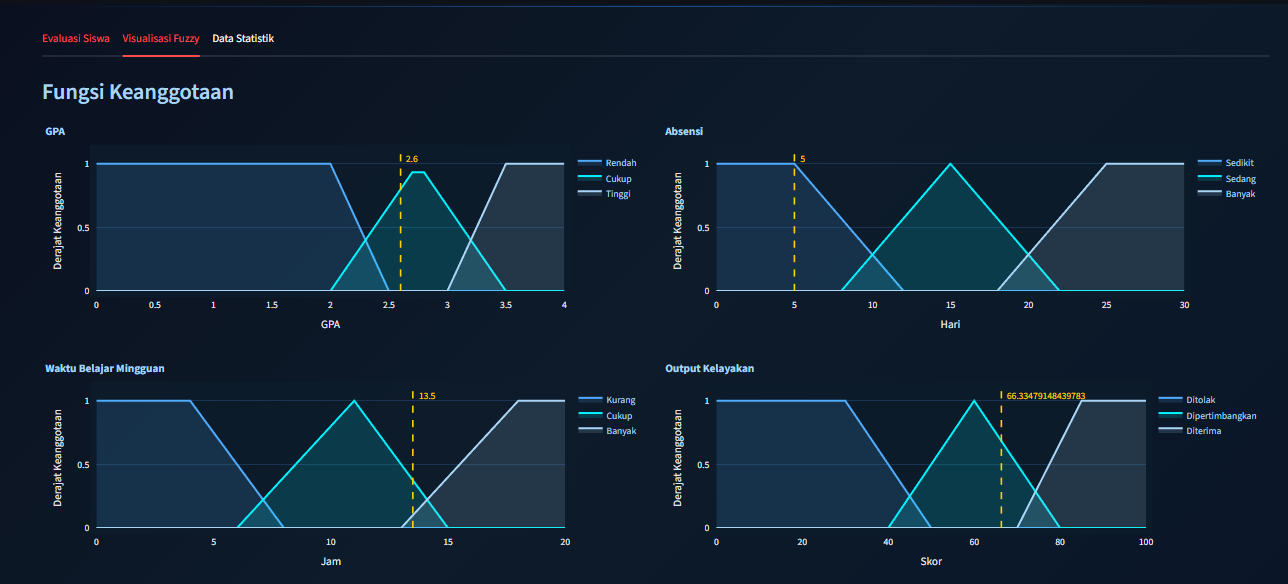 Evaluasi Siswa Visualisasi Fuzzy Data Statistik
Fungsi Keanggotaan
GPA
2.6
Derajat Keanggotaan
1
0.5
0
0 0.5 1 1.5 2 2.5 3 3.5 4
GPA
Rendah
Cukup
Tinggi
Absensi
5
Derajat Keanggotaan
1
0.5
0
0 5 10 15 20 25 30
Hari
Sedikit
Sedang
Banyak
Waktu Belajar Mingguan
13.5
Derajat Keanggotaan
1
0.5
0
0 5 10 15 20
Jam
Kurang
Cukup
Banyak
Output Kelayakan
66.33479148439783
Derajat Keanggotaan
1
0.5
0
0 20 40 60 80 100
Skor
Ditolak
Dipertimbangkan
Diterima